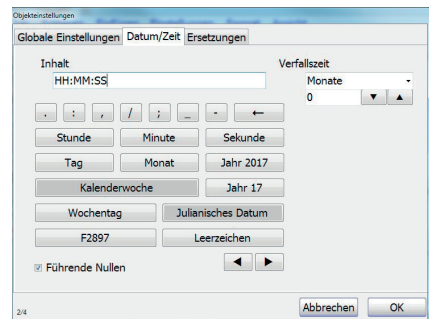 Objekteinstellungen
Globale Einstellungen Datum/Zeit Ersetzungen
Inhalt Verfallszeit
HH:MM:SS Monate
0 ▼ ▲
. : , / ; _ - ←
Stunde Minute Sekunde
Tag Monat Jahr 2017
Kalenderwoche Jahr 17
Wochentag Julianisches Datum
F2897 Leerzeichen
Führende Nullen ◀ ▶
2/4 Abbrechen OK